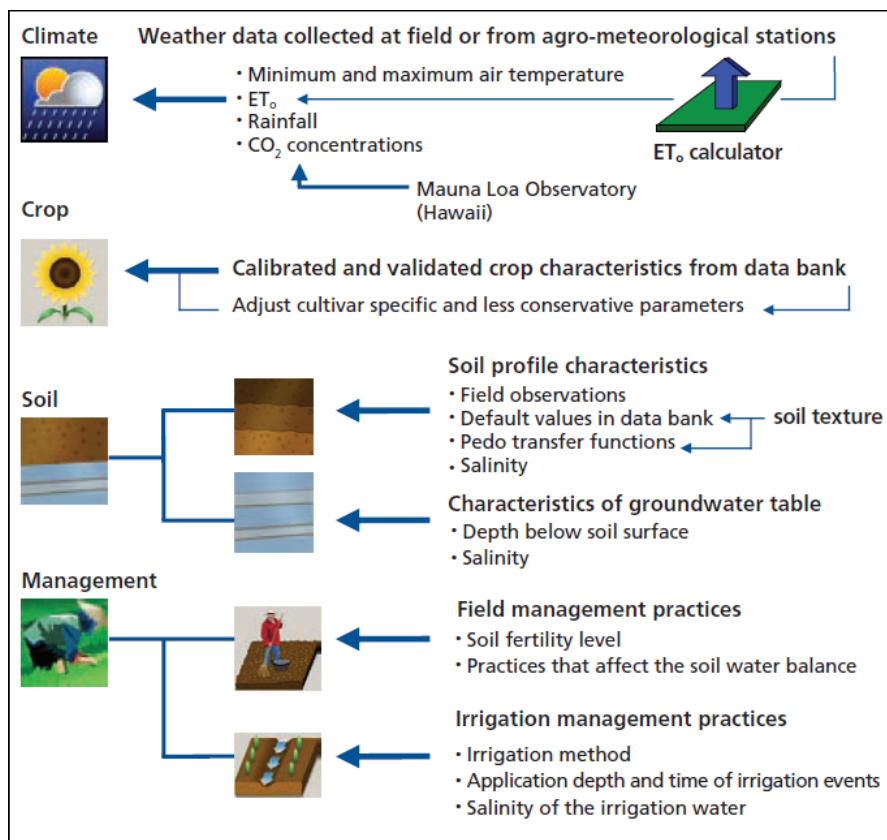 Climate
Weather data collected at field or from agro-meteorological stations
• Minimum and maximum air temperature
• ETₒ
• Rainfall
• CO₂ concentrations
ETₒ calculator
Mauna Loa Observatory
(Hawaii)
Crop
Calibrated and validated crop characteristics from data bank
Adjust cultivar specific and less conservative parameters
Soil
Soil profile characteristics
• Field observations
• Default values in data bank
soil texture
• Pedo transfer functions
• Salinity
Characteristics of groundwater table
• Depth below soil surface
• Salinity
Management
Field management practices
• Soil fertility level
• Practices that affect the soil water balance
Irrigation management practices
• Irrigation method
• Application depth and time of irrigation events
• Salinity of the irrigation water